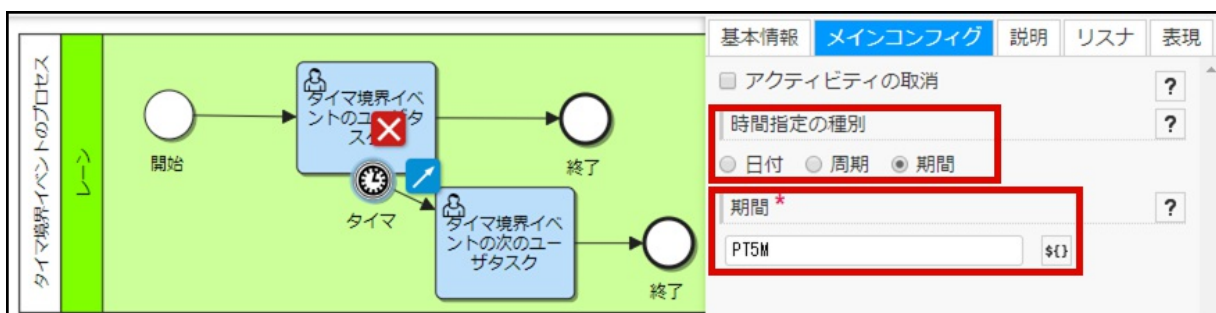 タイマ境界イベントのプロセス
レーン
開始
タイマ境界イベ
ントのユーザタ
スク
終了
タイマ
タイマ境界イベ
ントの次のユー
ザタスク
終了
基本情報 メインコンフィグ 説明 リスナ 表現
アクティビティの取消 ?
時間指定の種別 ?
日付 周期 期間
期間 * ?
PT5M ${}